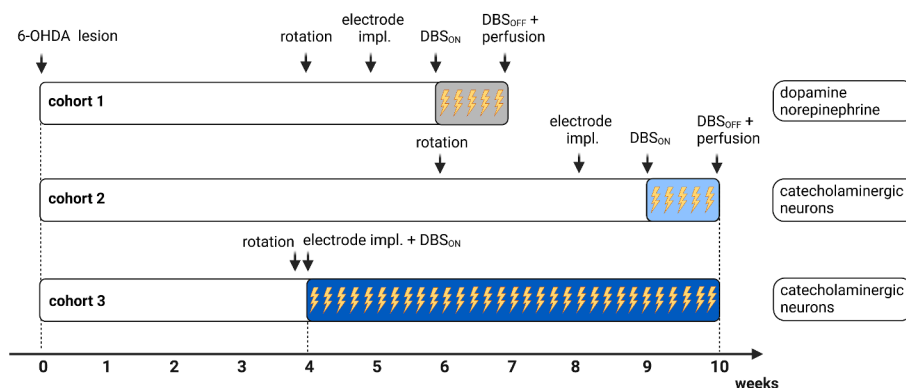 6-OHDA lesion
rotation
electrode
impl.
DBSON
DBSOFF +
perfusion
cohort 1
dopamine
norepinephrine
rotation
electrode
impl.
DBSON
DBSOFF +
perfusion
cohort 2
catecholaminergic
neurons
rotation
electrode impl. + DBSON
cohort 3
catecholaminergic
neurons
0 1 2 3 4 5 6 7 8 9 10
weeks